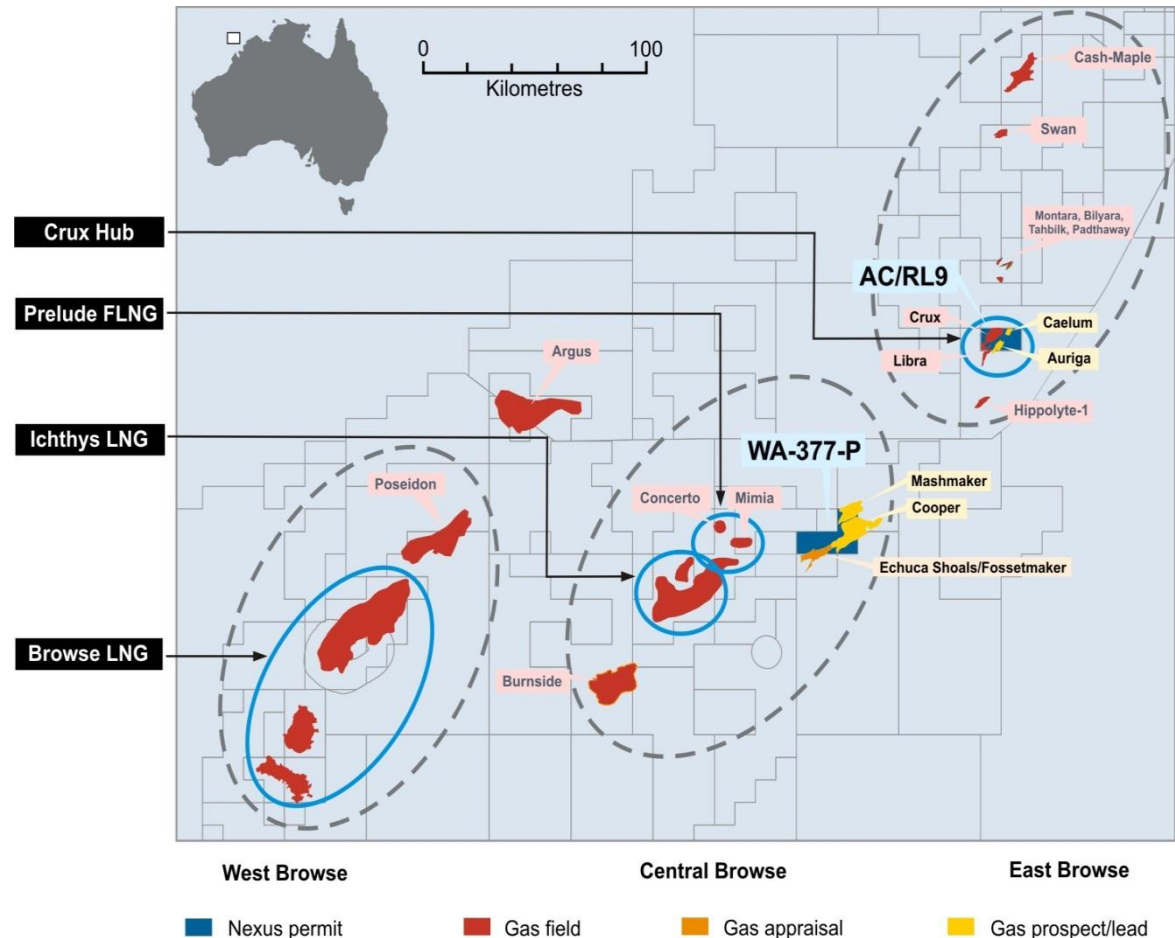 0
100
Kilometres
Cash-Maple
Swan
Montara, Bilyara,
Tahbilk, Padthaway
Crux Hub
AC/RL9
Prelude FLNG
Crux
Caelum
Argus
Libra
Auriga
Hippolyte-1
Ichthys LNG
WA-377-P
Poseidon
Concerto
Mimia
Mashmaker
Cooper
Echuca Shoals/Fossetmaker
Browse LNG
Burnside
West Browse
Central Browse
East Browse
Nexus permit
Gas field
Gas appraisal
Gas prospect/lead